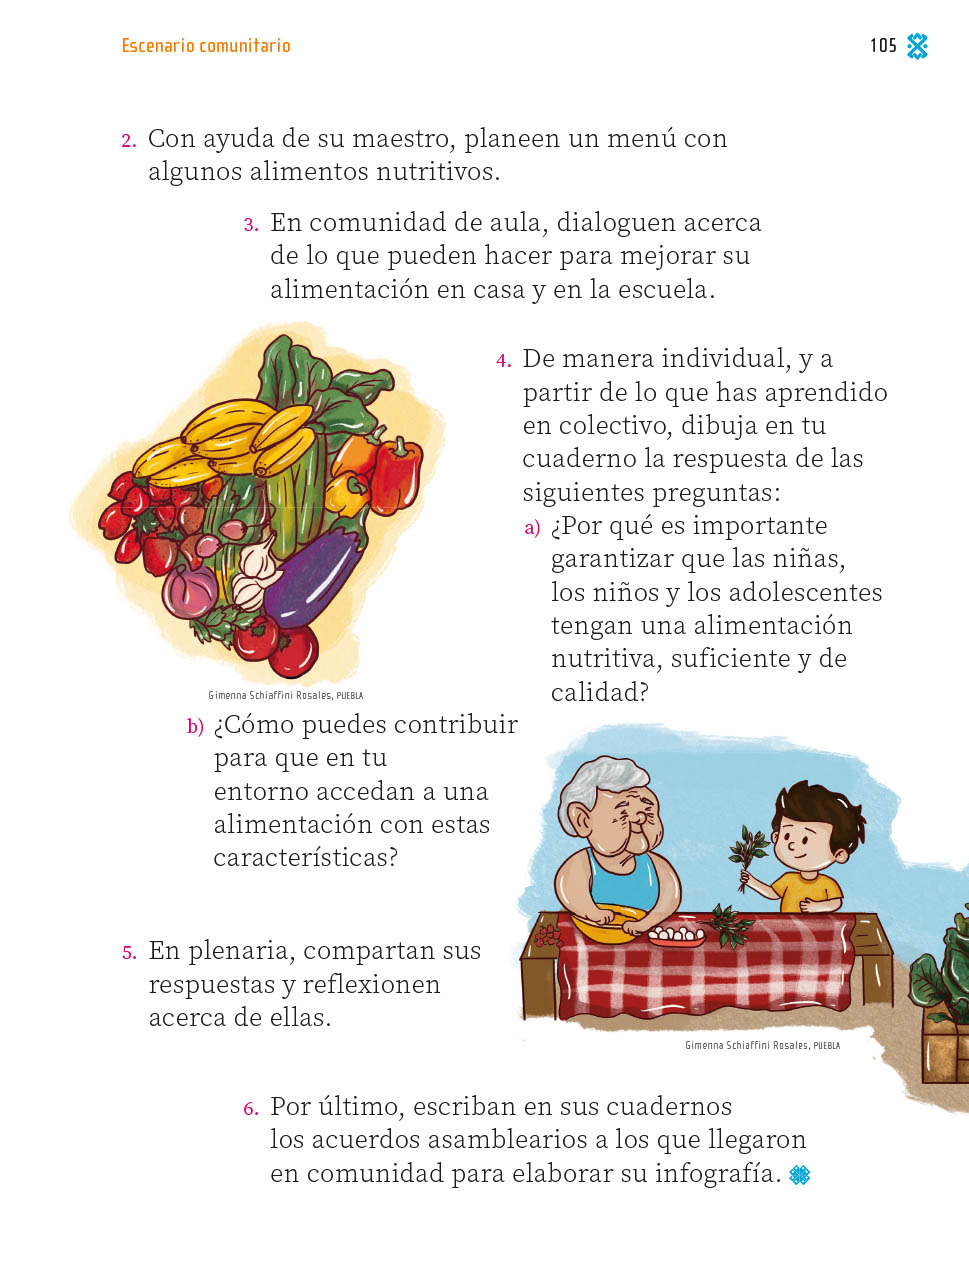 Escenario comunitario
105
2. Con ayuda de su maestro, planeen un menú con
algunos alimentos nutritivos.
3. En comunidad de aula, dialoguen acerca
de lo que pueden hacer para mejorar su
alimentación en casa y en la escuela.
4. De manera individual, y a
partir de lo que has aprendido
en colectivo, dibuja en tu
cuaderno la respuesta de las
siguientes preguntas:
a) ¿Por qué es importante
garantizar que las niñas,
los niños y los adolescentes
tengan una alimentación
nutritiva, suficiente y de
calidad?
Gimenna Schiaffini Rosales, PUEBLA
b) ¿Cómo puedes contribuir
para que en tu
entorno accedan a una
alimentación con estas
características?
5. En plenaria, compartan sus
respuestas y reflexionen
acerca de ellas.
Gimenna Schiaffini Rosales, PUEBLA
6. Por último, escriban en sus cuadernos
los acuerdos asamblearios a los que llegaron
en comunidad para elaborar su infografía.